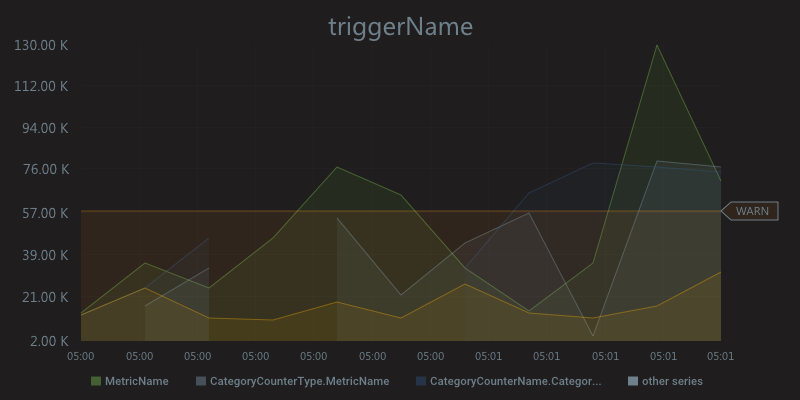 triggerName
130.00 K
112.00 K
94.00 K
76.00 K
57.00 K
39.00 K
21.00 K
2.00 K
WARN
05:00 05:00 05:00 05:00 05:00 05:00 05:00 05:01 05:01 05:01 05:01 05:01
MetricName CategoryCounterType.MetricName CategoryCounterName.Categor... other series